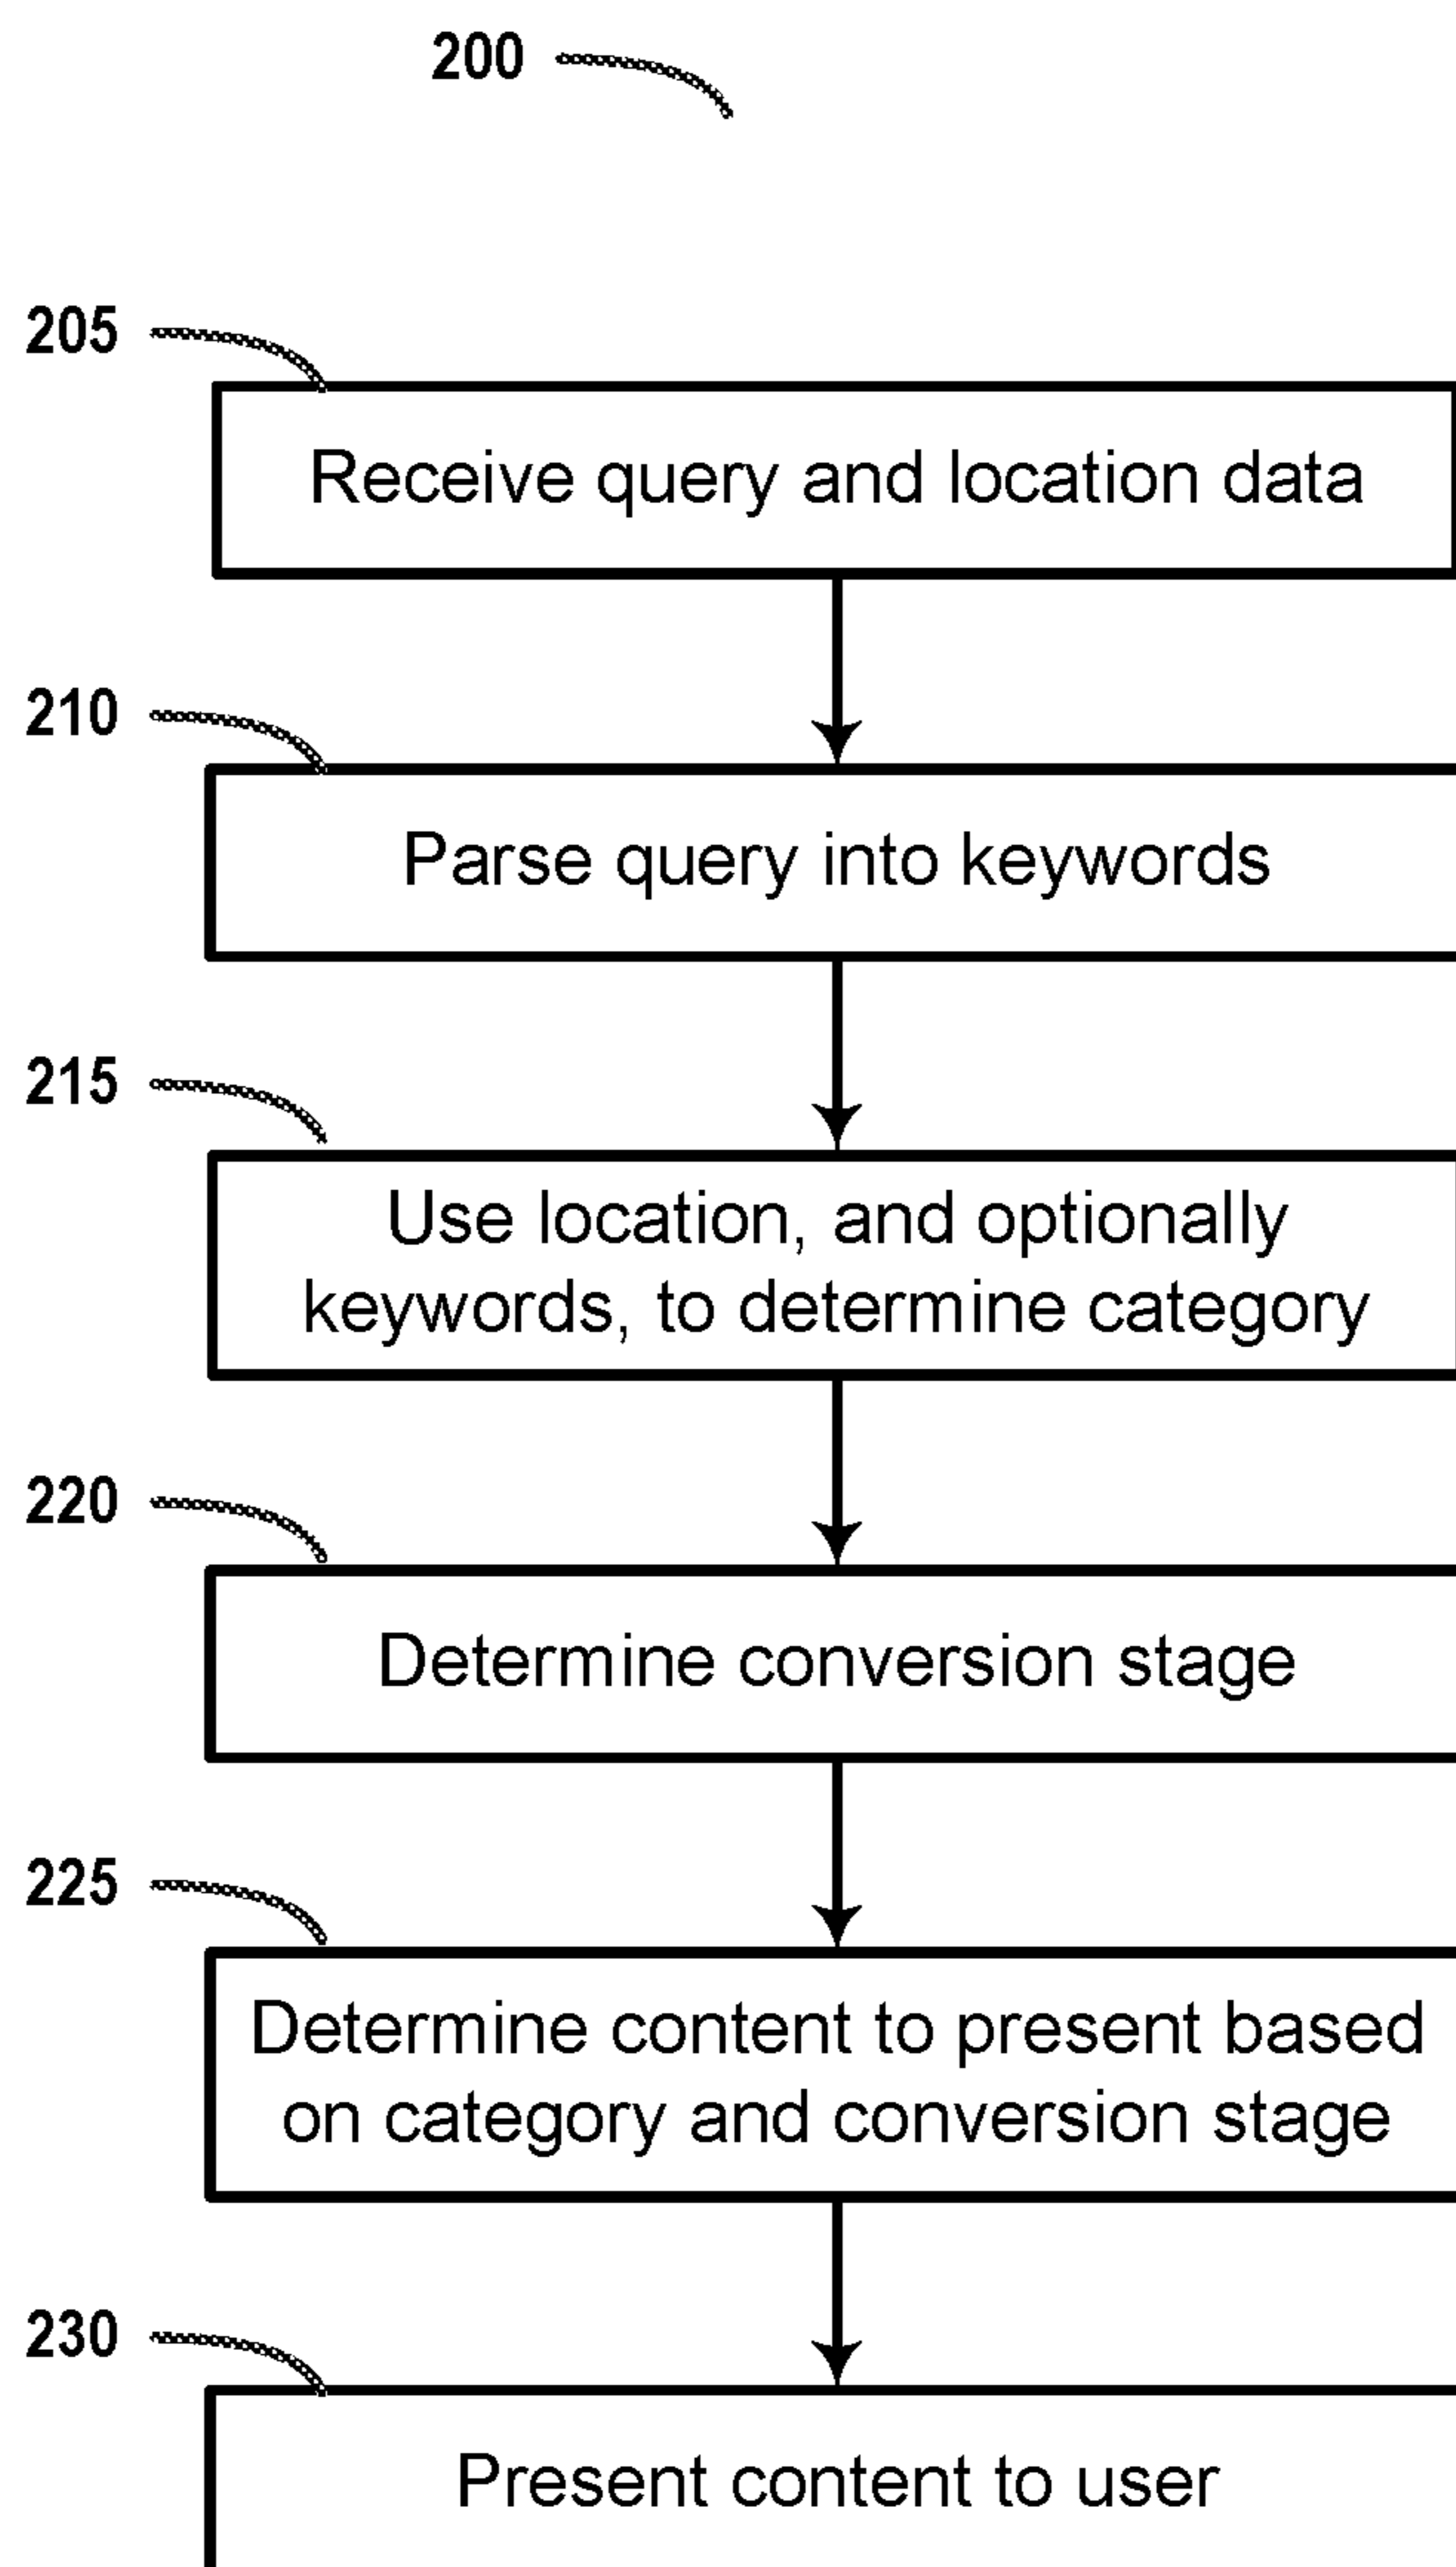 200
205
Receive query and location data
210
Parse query into keywords
215
Use location, and optionally
keywords, to determine category
220
Determine conversion stage
225
Determine content to present based
on category and conversion stage
230
Present content to user